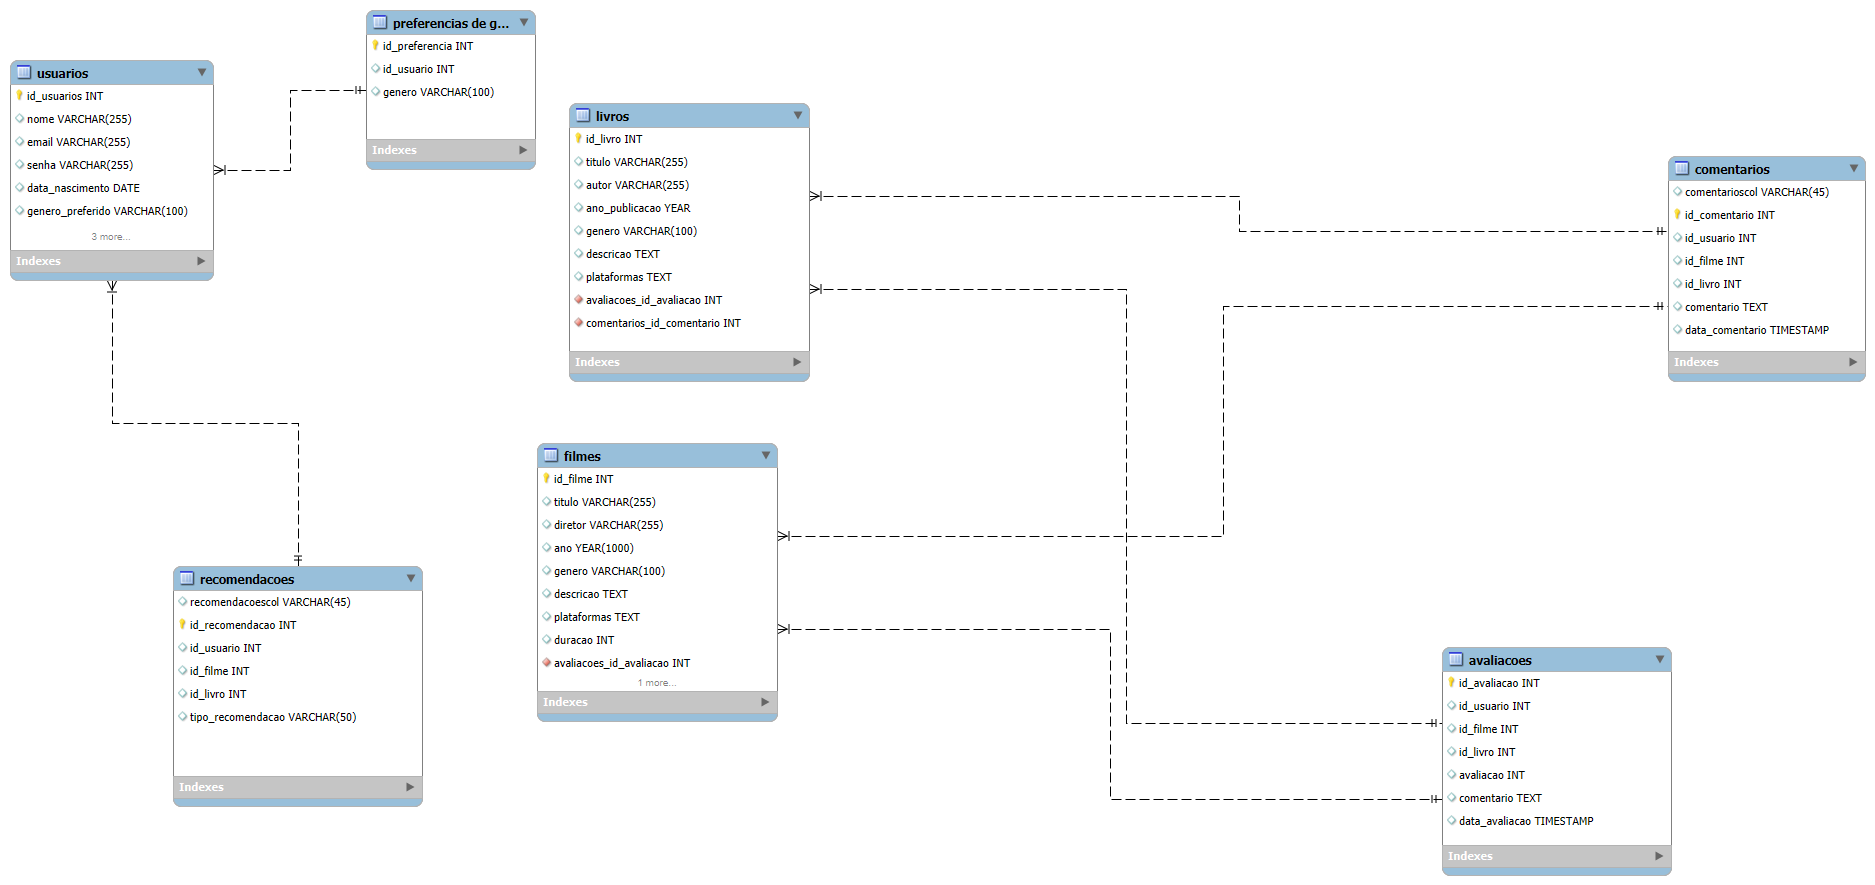 preferencias de g...
id_preferencia INT
id_usuario INT
genero VARCHAR(100)
Indexes
usuarios
id_usuarios INT
nome VARCHAR(255)
email VARCHAR(255)
senha VARCHAR(255)
data_nascimento DATE
genero_preferido VARCHAR(100)
3 more...
Indexes
livros
id_livro INT
titulo VARCHAR(255)
autor VARCHAR(255)
ano_publicacao YEAR
genero VARCHAR(100)
descricao TEXT
plataformas TEXT
avaliacoes_id_avaliacao INT
comentarios_id_comentario INT
Indexes
comentarios
comentarioscol VARCHAR(45)
id_comentario INT
id_usuario INT
id_filme INT
id_livro INT
comentario TEXT
data_comentario TIMESTAMP
Indexes
filmes
id_filme INT
titulo VARCHAR(255)
diretor VARCHAR(255)
ano YEAR(1000)
genero VARCHAR(100)
descricao TEXT
plataformas TEXT
duracao INT
avaliacoes_id_avaliacao INT
1 more...
Indexes
recomendacoes
recomendacoescol VARCHAR(45)
id_recomendacao INT
id_usuario INT
id_filme INT
id_livro INT
tipo_recomendacao VARCHAR(50)
Indexes
avaliacoes
id_avaliacao INT
id_usuario INT
id_filme INT
id_livro INT
avaliacao INT
comentario TEXT
data_avaliacao TIMESTAMP
Indexes